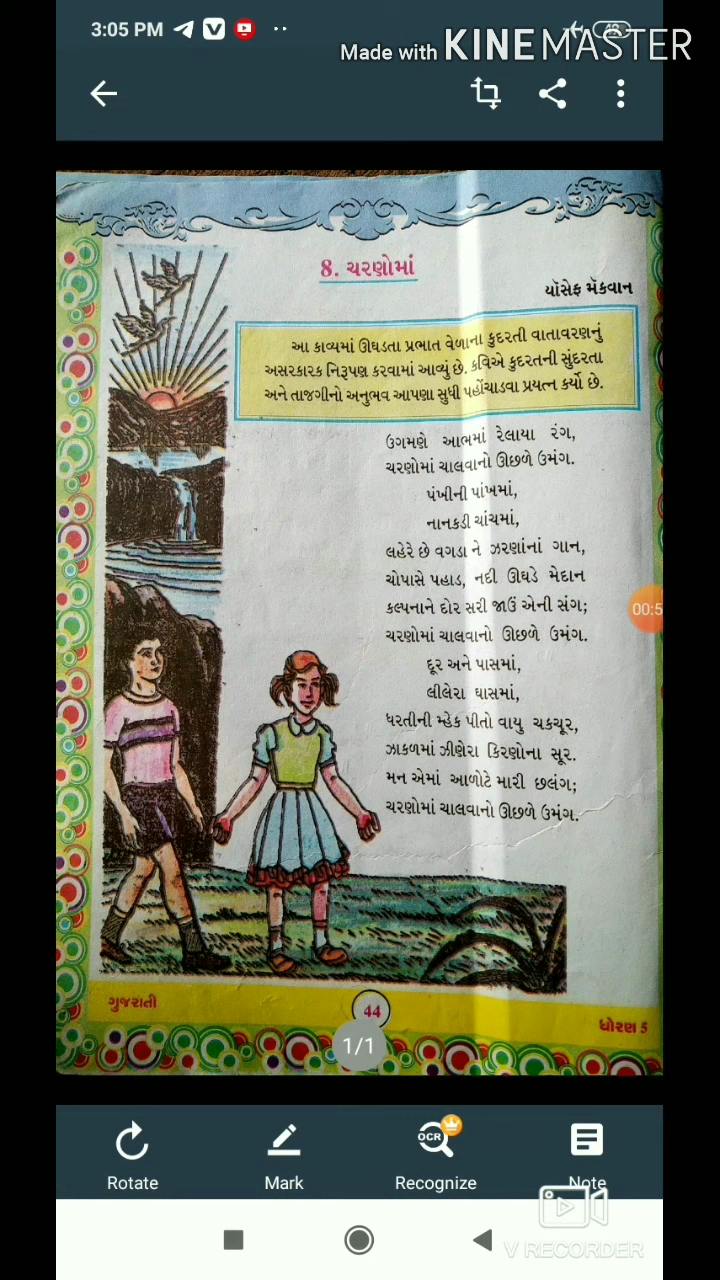 3:05 PM
Made with KINEMASTER
8. ચરણોમાં
યૉસેફ મૅકવાન
આ કાવ્યમાં ઊઘડતા પ્રભાત વેળાના કુદરતી વાતાવરણનું
અસરકારક નિરૂપણ કરવામાં આવ્યું છે. કવિએ કુદરતની સુંદરતા
અને તાજગીનો અનુભવ આપણા સુધી પહોંચાડવા પ્રયત્ન કર્યો છે.
ઉગમણે આભમાં રેલાયા રંગ,
ચરણોમાં ચાલવાનો ઊછળે ઉમંગ.
પંખીની પાંખમાં,
નાનકડી ચાંચમાં,
લહેરે છે વગડા ને ઝરણાંનાં ગાન,
ચોપાસે પહાડ, નદી ઊઘડે મેદાન
કલ્પનાને દોર સરી જાઉં એની સંગ;
ચરણોમાં ચાલવાનો ઊછળે ઉમંગ.
દૂર અને પાસમાં,
લીલેરા ઘાસમાં,
ધરતીની મ્હેક પીતો વાયુ ચકચૂર,
ઝાકળમાં ઝીણેરા કિરણોના સૂર.
મન એમાં આળોટે મારી છલંગ;
ચરણોમાં ચાલવાનો ઊછળે ઉમંગ.
00:5
ગુજરાતી
44
ધોરણ 5
1/1
OCR
Rotate
Mark
Recognize
Note
V RECORDER